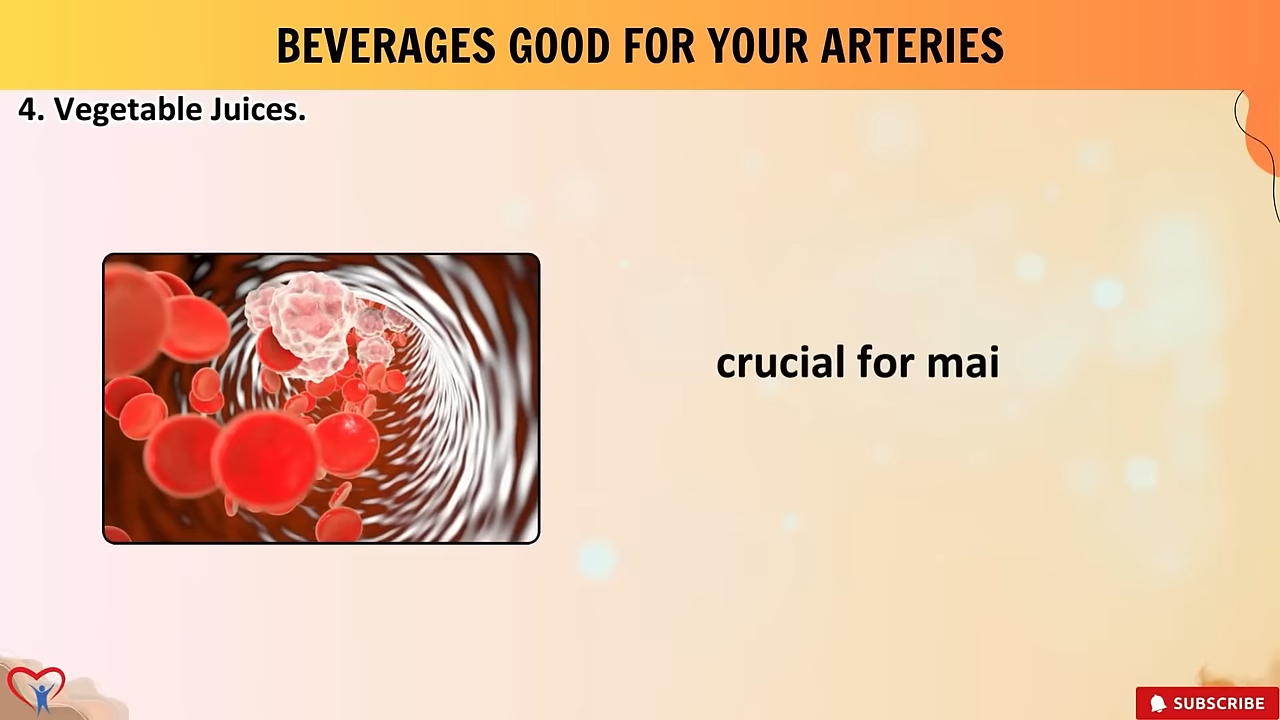 BEVERAGES GOOD FOR YOUR ARTERIES
4. Vegetable Juices.
crucial for mai
SUBSCRIBE